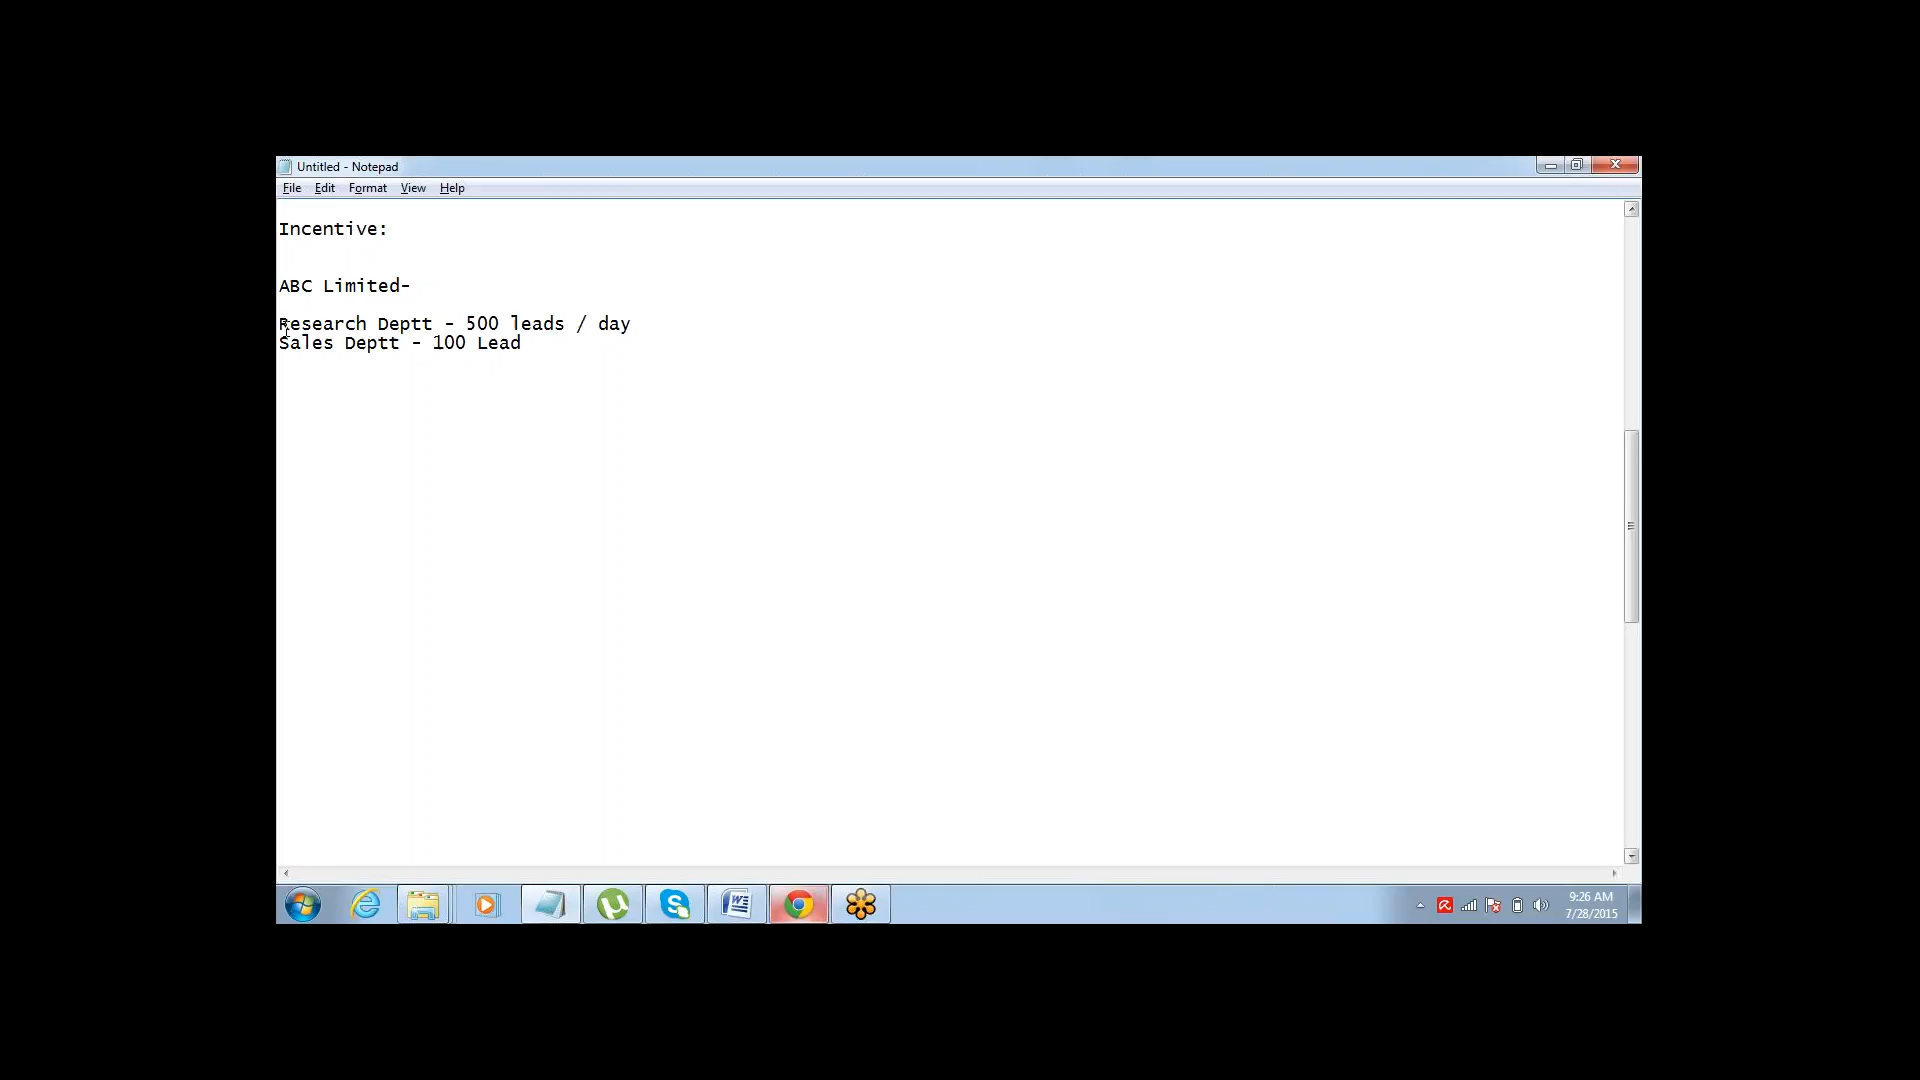 Untitled - Notepad
File Edit Format View Help
Incentive:
ABC Limited-
Research Deptt - 500 leads / day
Sales Deptt - 100 Lead
9:26 AM
7/28/2015